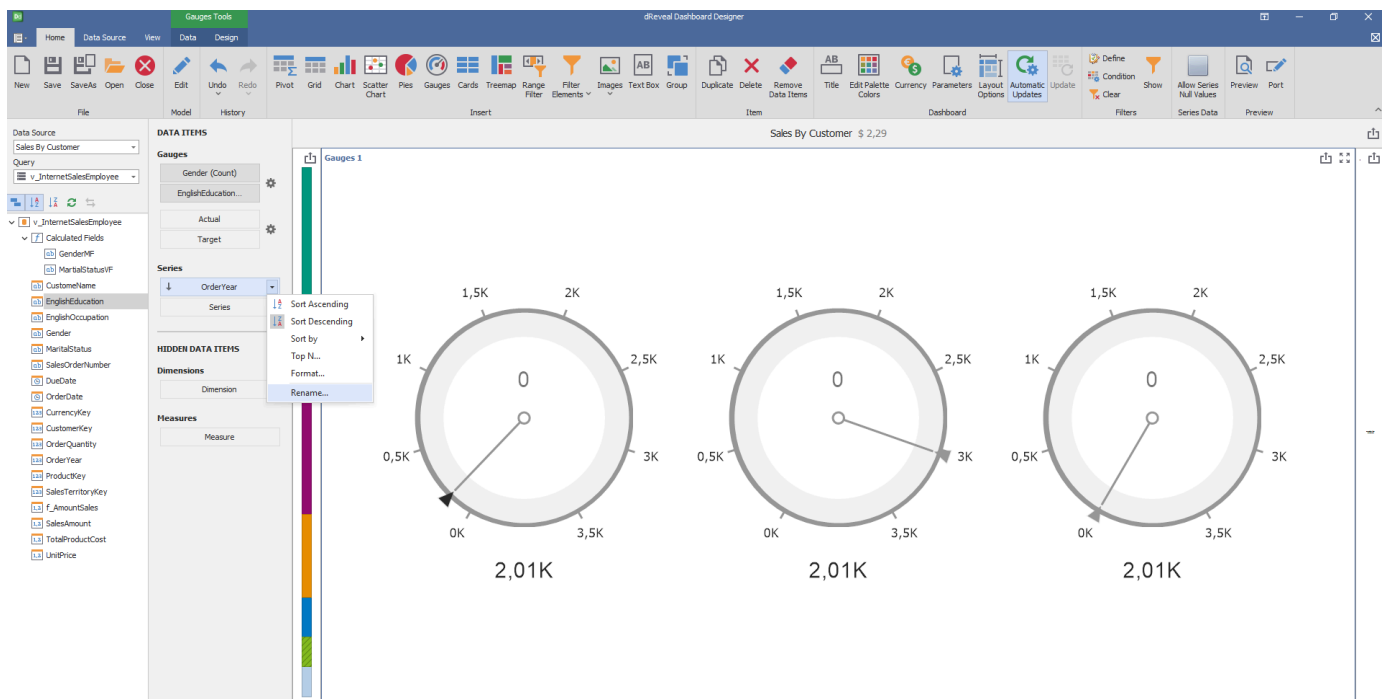 Gauges Tools
dReveal Dashboard Designer
Home Data Source View Data Design
New Save SaveAs Open Close Edit Undo Redo Pivot Grid Chart Scatter Chart Pies Gauges Cards Treemap Range Filter Filter Elements Images Text Box Group Duplicate Delete Remove Data Items Title Edit Palette Colors Currency Parameters Layout Options Automatic Updates Update Define Condition Clear Show Allow Series Null Values Preview Port
File Model History Insert Item Dashboard Filters Series Data Preview
Data Source
Sales By Customer
Query
v_InternetSalesEmployee
v_InternetSalesEmployee
Calculated Fields
GenderMF
MartialStatusVF
CustomeName
EnglishEducation
EnglishOccupation
Gender
MaritalStatus
SalesOrderNumber
DueDate
OrderDate
CurrencyKey
CustomerKey
OrderQuantity
OrderYear
ProductKey
SalesTerritoryKey
f_AmountSales
SalesAmount
TotalProductCost
UnitPrice
DATA ITEMS
Gauges
Gender (Count)
EnglishEducation...
Actual
Target
Series
OrderYear
Series
HIDDEN DATA ITEMS
Dimensions
Dimension
Measures
Measure
Sort Ascending
Sort Descending
Sort by
Top N...
Format...
Rename...
Sales By Customer $ 2,29
Gauges 1
1,5K 2K 1,5K 2K 1,5K 2K
1K 2,5K 1K 2,5K 1K 2,5K
0 0 0
0,5K 3K 0,5K 3K 0,5K 3K
0K 3,5K 0K 3,5K 0K 3,5K
2,01K 2,01K 2,01K